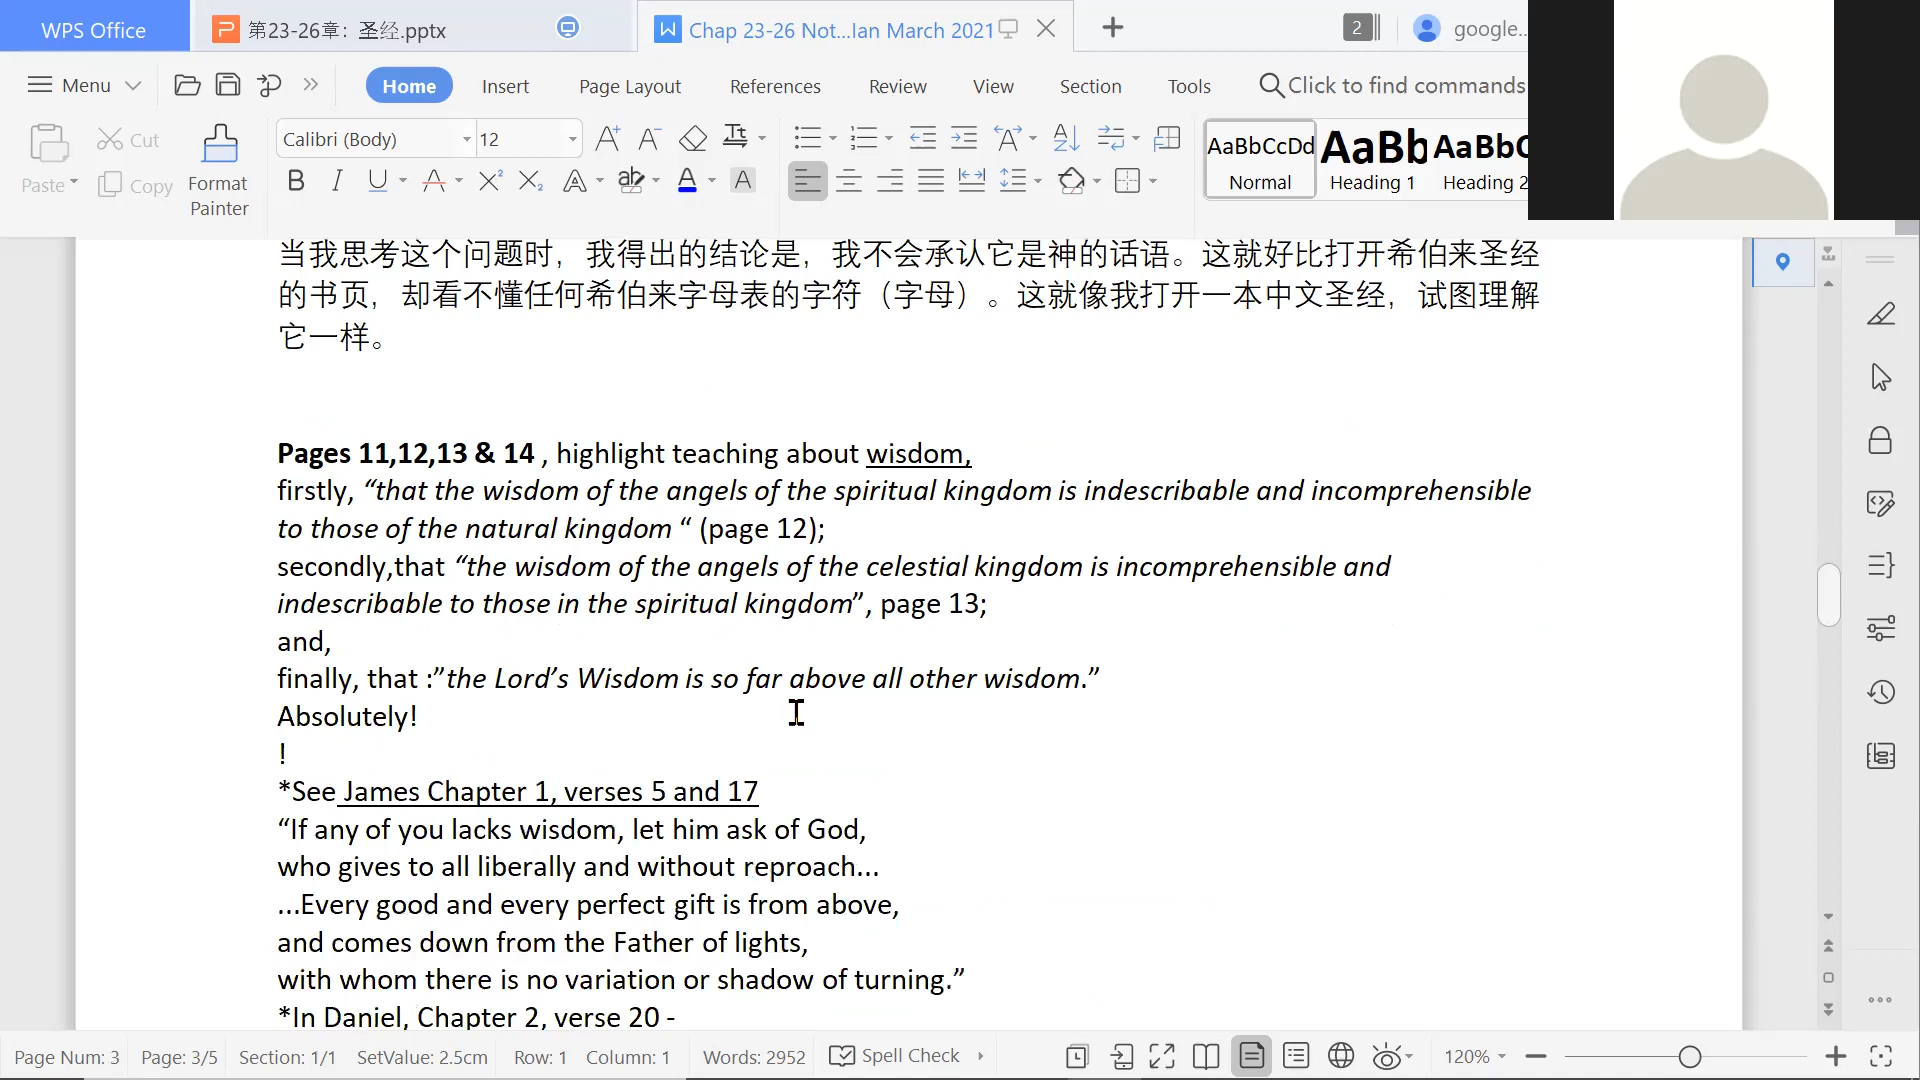 WPS Office
第23-26章：圣经.pptx
Chap 23-26 Not...Ian March 2021
2
google...
Menu
Home
Insert
Page Layout
References
Review
View
Section
Tools
Click to find commands
Paste
Cut
Copy
Format Painter
Calibri (Body)
12
AaBbCcDd
Normal
AaBb
Heading 1
AaBbC
Heading 2
当我思考这个问题时，我得出的结论是，我不会承认它是神的话语。这就好比打开希伯来圣经
的书页，却看不懂任何希伯来字母表的字符（字母）。这就像我打开一本中文圣经，试图理解
它一样。
Pages 11,12,13 & 14 , highlight teaching about wisdom,
firstly, “that the wisdom of the angels of the spiritual kingdom is indescribable and incomprehensible
to those of the natural kingdom “ (page 12);
secondly,that “the wisdom of the angels of the celestial kingdom is incomprehensible and
indescribable to those in the spiritual kingdom”, page 13;
and,
finally, that :”the Lord’s Wisdom is so far above all other wisdom.”
Absolutely!
!
*See James Chapter 1, verses 5 and 17
“If any of you lacks wisdom, let him ask of God,
who gives to all liberally and without reproach...
...Every good and every perfect gift is from above,
and comes down from the Father of lights,
with whom there is no variation or shadow of turning.”
*In Daniel, Chapter 2, verse 20 -
Page Num: 3
Page: 3/5
Section: 1/1
SetValue: 2.5cm
Row: 1
Column: 1
Words: 2952
Spell Check
120%